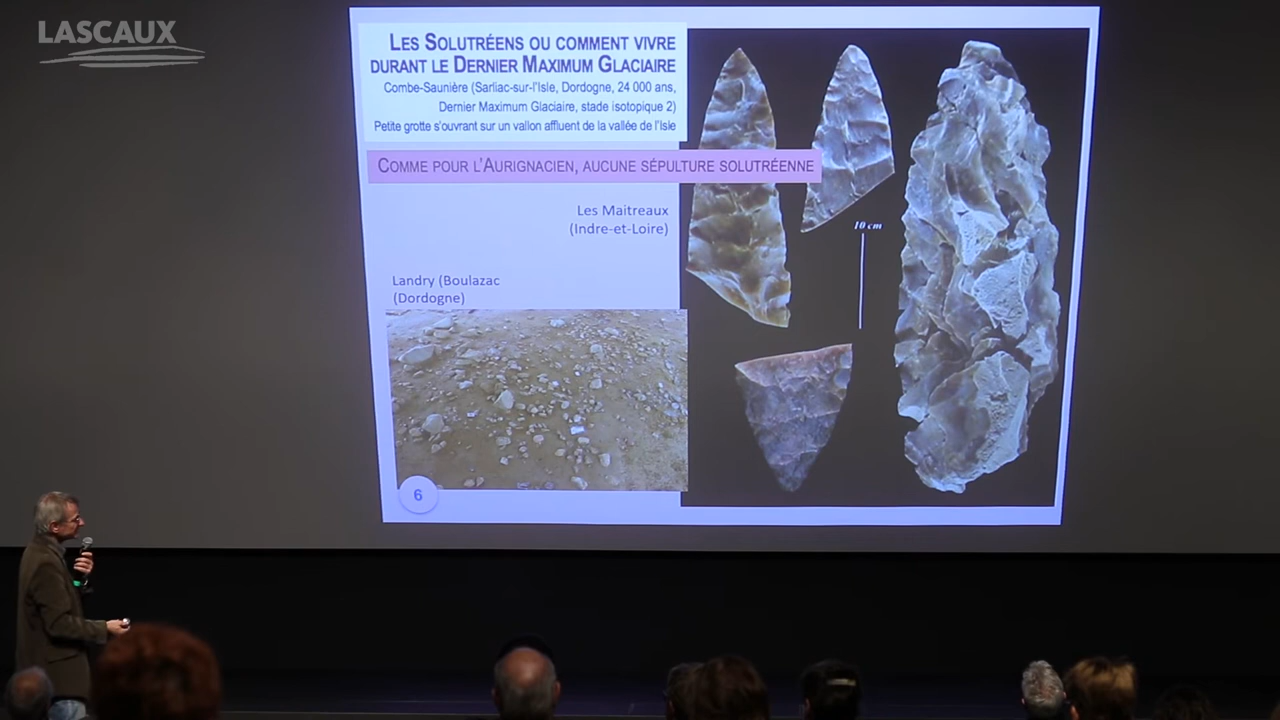 LASCAUX
LES SOLUTRÉENS OU COMMENT VIVRE
DURANT LE DERNIER MAXIMUM GLACIAIRE
Combe-Saunière (Sarliac-sur-l'Isle, Dordogne, 24 000 ans,
Dernier Maximum Glaciaire, stade isotopique 2)
Petite grotte s'ouvrant sur un vallon affluent de la vallée de l'Isle
COMME POUR L'AURIGNACIEN, AUCUNE SÉPULTURE SOLUTRÉENNE
Les Maitreaux
(Indre-et-Loire)
10 cm
Landry (Boulazac
(Dordogne)
6